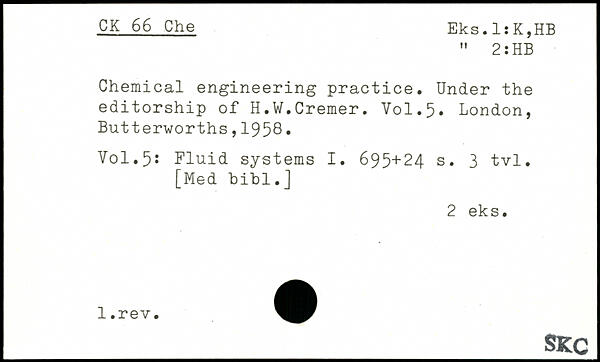 CK 66 Che
Eks.1:K,HB
" 2:HB
Chemical engineering practice. Under the
editorship of H.W.Cremer. Vol.5. London,
Butterworths,1958.
Vol.5: Fluid systems I. 695+24 s. 3 tvl.
[Med bibl.]
2 eks.
1.rev.
SKC